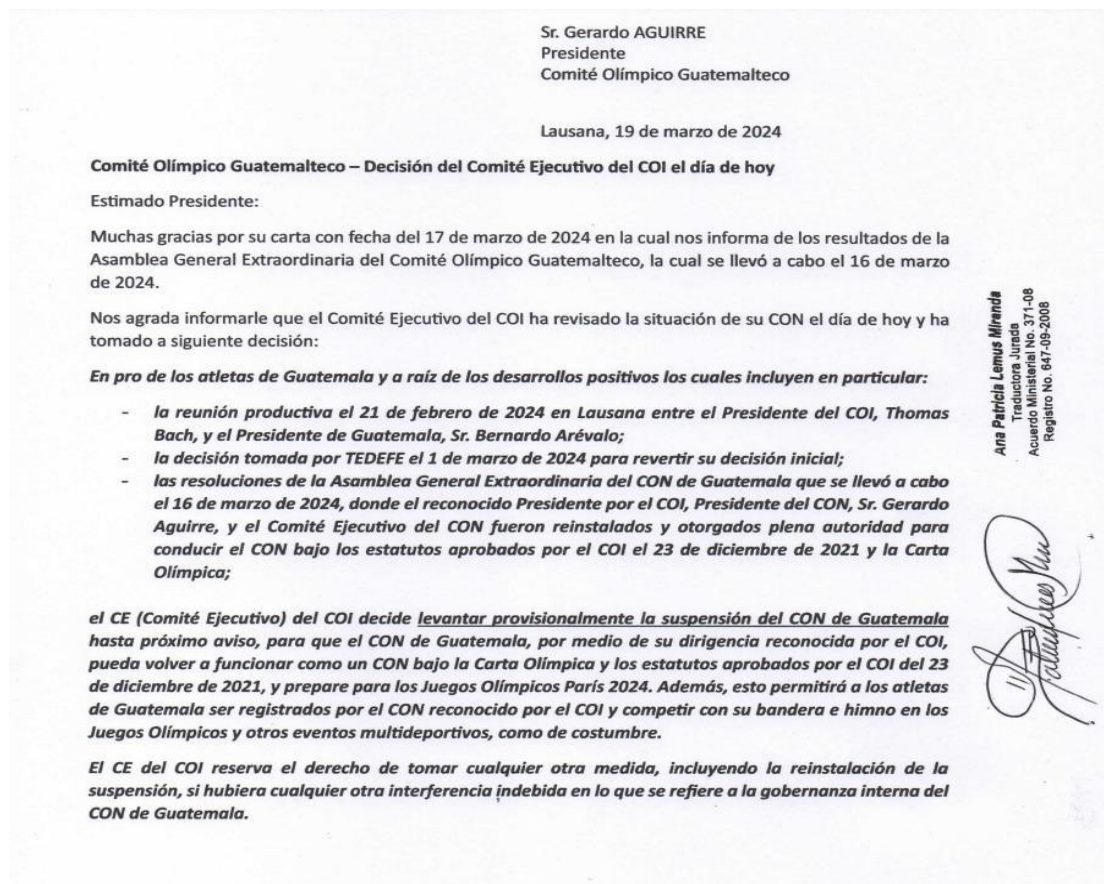 Sr. Gerardo AGUIRRE
Presidente
Comité Olímpico Guatemalteco
Lausana, 19 de marzo de 2024
Comité Olímpico Guatemalteco – Decisión del Comité Ejecutivo del COI el día de hoy
Estimado Presidente:
Muchas gracias por su carta con fecha del 17 de marzo de 2024 en la cual nos informa de los resultados de la
Asamblea General Extraordinaria del Comité Olímpico Guatemalteco, la cual se llevó a cabo el 16 de marzo
de 2024.
Nos agrada informarle que el Comité Ejecutivo del COI ha revisado la situación de su CON el día de hoy y ha
tomado a siguiente decisión:
En pro de los atletas de Guatemala y a raíz de los desarrollos positivos los cuales incluyen en particular:
- la reunión productiva el 21 de febrero de 2024 en Lausana entre el Presidente del COI, Thomas
Bach, y el Presidente de Guatemala, Sr. Bernardo Arévalo;
- la decisión tomada por TEDEFE el 1 de marzo de 2024 para revertir su decisión inicial;
- las resoluciones de la Asamblea General Extraordinaria del CON de Guatemala que se llevó a cabo
el 16 de marzo de 2024, donde el reconocido Presidente por el COI, Presidente del CON, Sr. Gerardo
Aguirre, y el Comité Ejecutivo del CON fueron reinstalados y otorgados plena autoridad para
conducir el CON bajo los estatutos aprobados por el COI el 23 de diciembre de 2021 y la Carta
Olímpica;
el CE (Comité Ejecutivo) del COI decide levantar provisionalmente la suspensión del CON de Guatemala
hasta próximo aviso, para que el CON de Guatemala, por medio de su dirigencia reconocida por el COI,
pueda volver a funcionar como un CON bajo la Carta Olímpica y los estatutos aprobados por el COI del 23
de diciembre de 2021, y prepare para los Juegos Olímpicos París 2024. Además, esto permitirá a los atletas
de Guatemala ser registrados por el CON reconocido por el COI y competir con su bandera e himno en los
Juegos Olímpicos y otros eventos multideportivos, como de costumbre.
El CE del COI reserva el derecho de tomar cualquier otra medida, incluyendo la reinstalación de la
suspensión, si hubiera cualquier otra interferencia indebida en lo que se refiere a la gobernanza interna del
CON de Guatemala.
Ana Patricia Lemus Miranda
Traductora Jurada
Acuerdo Ministerial No. 371-08
Registro No. 647-09-2008